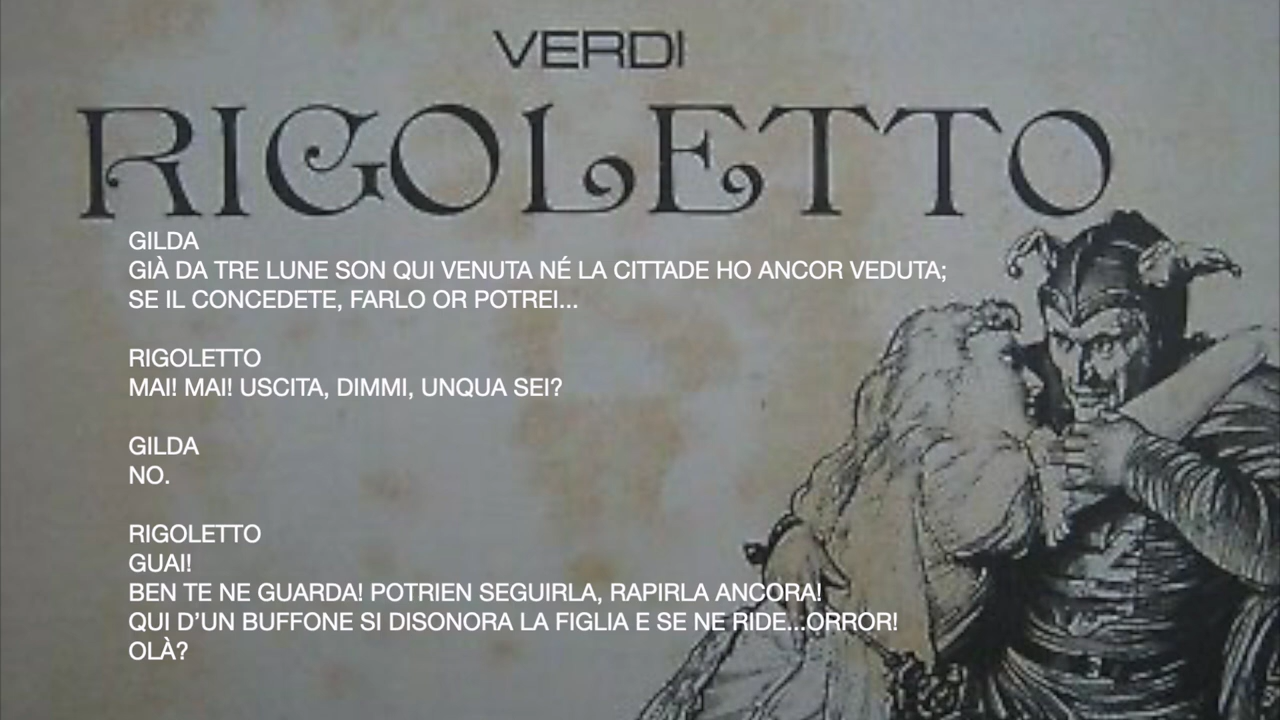 VERDI
RIGOLETTO
GILDA
GIÀ DA TRE LUNE SON QUI VENUTA NÉ LA CITTADE HO ANCOR VEDUTA;
SE IL CONCEDETE, FARLO OR POTREI...
RIGOLETTO
MAI! MAI! USCITA, DIMMI, UNQUA SEI?
GILDA
NO.
RIGOLETTO
GUAI!
BEN TE NE GUARDA! POTRIEN SEGUIRLA, RAPIRLA ANCORA!
QUI D’UN BUFFONE SI DISONORA LA FIGLIA E SE NE RIDE...ORROR!
OLÀ?